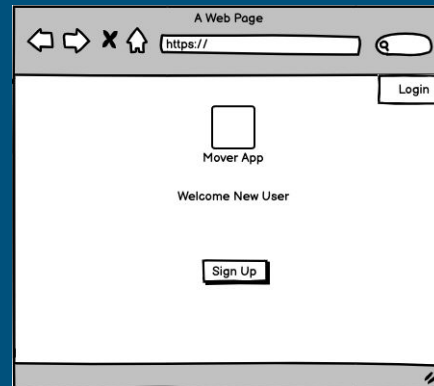 A Web Page
https://
Login
Mover App
Welcome New User
Sign Up